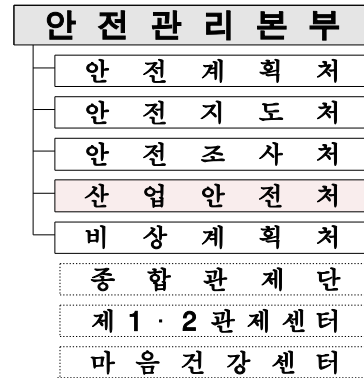 안전관리본부
안전계획처
안전지도처
안전조사처
산업안전처
비상계획처
종합관제단
제1·2관제센터
마음건강센터